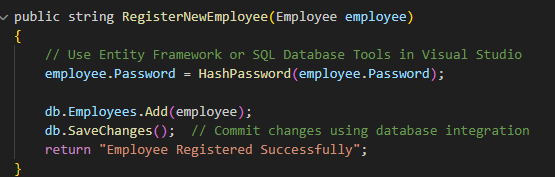 public string RegisterNewEmployee(Employee employee)
{
    // Use Entity Framework or SQL Database Tools in Visual Studio
    employee.Password = HashPassword(employee.Password);
    db.Employees.Add(employee);
    db.SaveChanges();  // Commit changes using database integration
    return "Employee Registered Successfully";
}